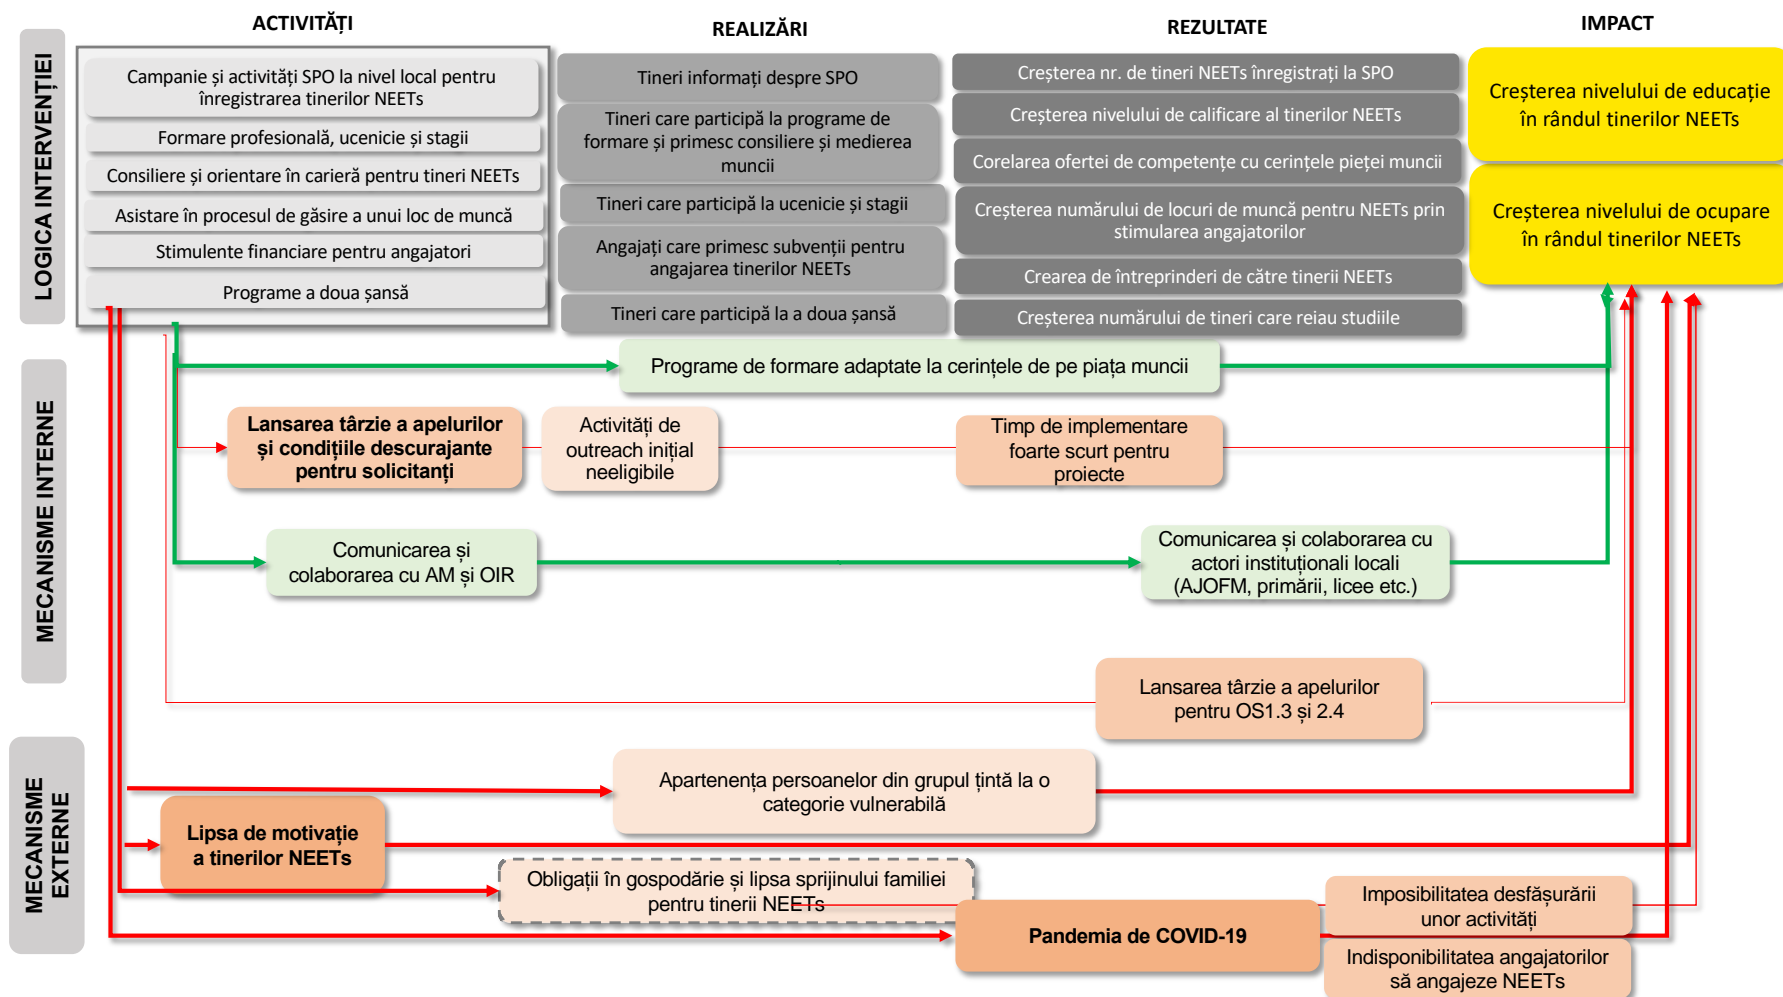 ACTIVITĂȚI
REALIZĂRI
REZULTATE
IMPACT
LOGICA INTERVENȚIEI
Campanie și activități SPO la nivel local pentru
înregistrarea tinerilor NEETs
Formare profesională, ucenicie și stagii
Consiliere și orientare în carieră pentru tineri NEETs
Asistare în procesul de găsire a unui loc de muncă
Stimulente financiare pentru angajatori
Programe a doua șansă
Tineri informați despre SPO
Tineri care participă la programe de
formare și primesc consiliere și medierea
muncii
Tineri care participă la ucenicie și stagii
Angajați care primesc subvenții pentru
angajarea tinerilor NEETs
Tineri care participă la a doua șansă
Creșterea nr. de tineri NEETs înregistrați la SPO
Creșterea nivelului de calificare al tinerilor NEETs
Corelarea ofertei de competențe cu cerințele pieței muncii
Creșterea numărului de locuri de muncă pentru NEETs prin
stimularea angajatorilor
Crearea de întreprinderi de către tinerii NEETs
Creșterea numărului de tineri care reiau studiile
Creșterea nivelului de educație
în rândul tinerilor NEETs
Creșterea nivelului de ocupare
în rândul tinerilor NEETs
MECANISME INTERNE
Programe de formare adaptate la cerințele de pe piața muncii
Lansarea târzie a apelurilor
și condițiile descurajante
pentru solicitanți
Activități de
outreach inițial
neeligibile
Timp de implementare
foarte scurt pentru
proiecte
Comunicarea și
colaborarea cu AM și OIR
Comunicarea și colaborarea cu
actori instituționali locali
(AJOFM, primării, licee etc.)
Lansarea târzie a apelurilor
pentru OS1.3 și 2.4
MECANISME
EXTERNE
Apartenența persoanelor din grupul țintă la o
categorie vulnerabilă
Lipsa de motivație
a tinerilor NEETs
Obligații în gospodărie și lipsa sprijinului familiei
pentru tinerii NEETs
Pandemia de COVID-19
Imposibilitatea desfășurării
unor activități
Indisponibilitatea angajatorilor
să angajeze NEETs